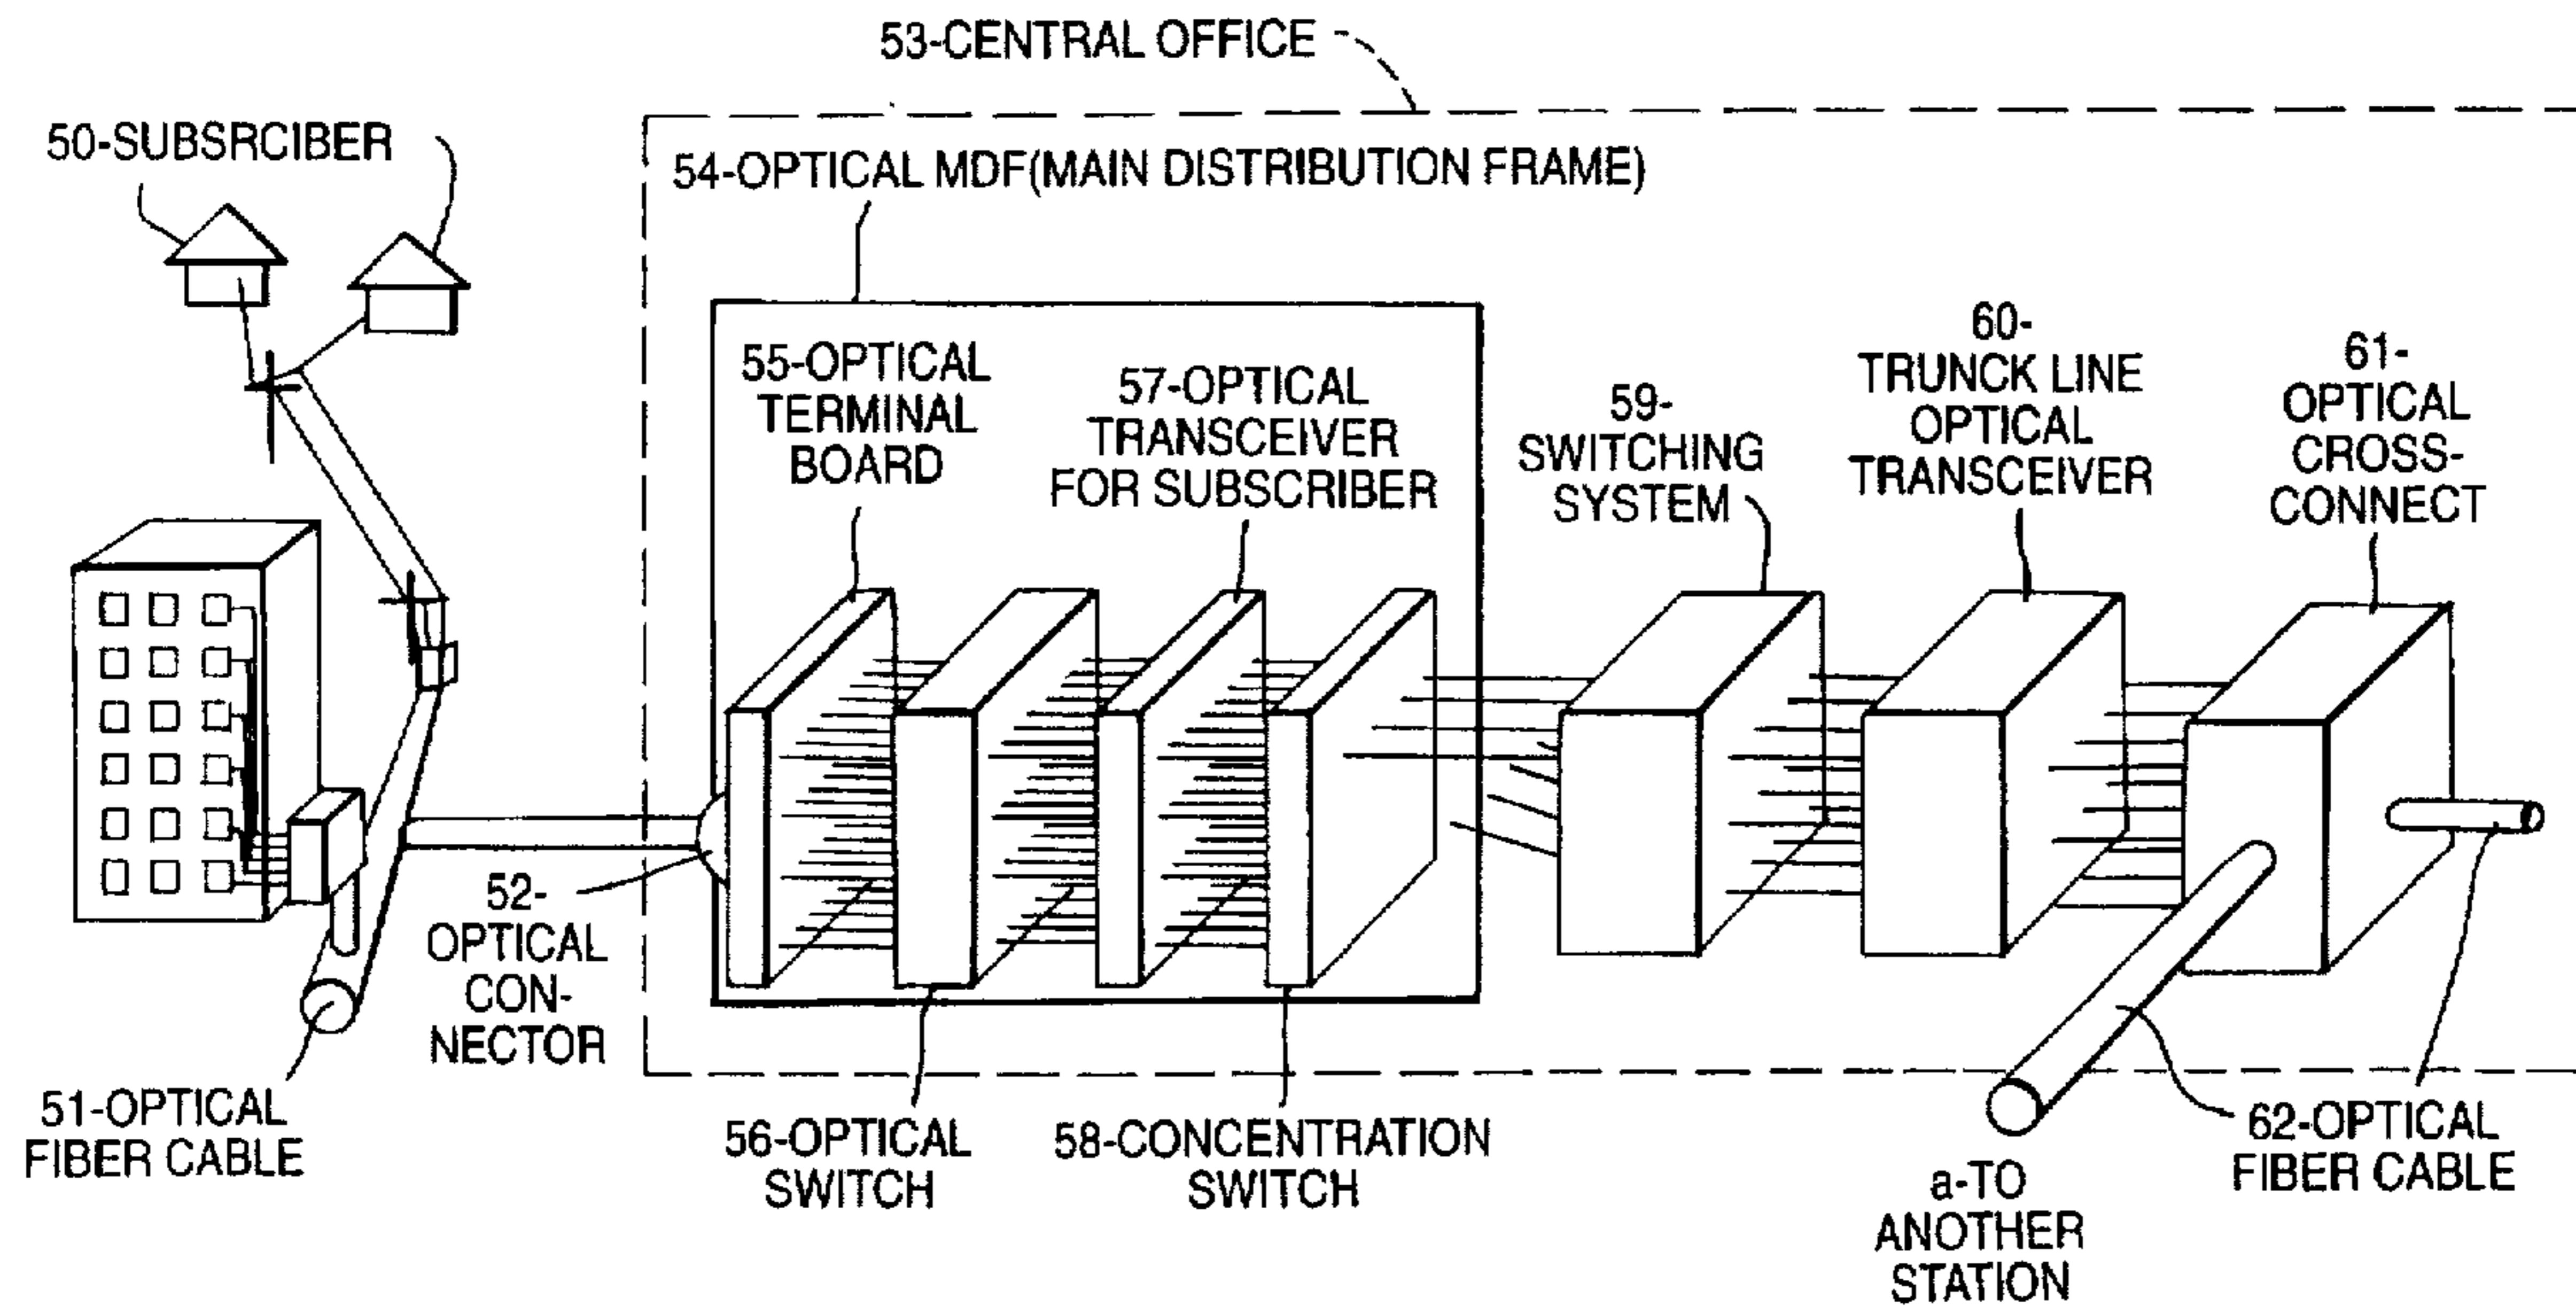 53-CENTRAL OFFICE
50-SUBSRCIBER
54-OPTICAL MDF(MAIN DISTRIBUTION FRAME)
55-OPTICAL
TERMINAL
BOARD
57-OPTICAL
TRANSCEIVER
FOR SUBSCRIBER
59-
SWITCHING
SYSTEM
60-
TRUNCK LINE
OPTICAL
TRANSCEIVER
61-
OPTICAL
CROSS-
CONNECT
52-
OPTICAL
CON-
NECTOR
51-OPTICAL
FIBER CABLE
56-OPTICAL
SWITCH
58-CONCENTRATION
SWITCH
a-TO
ANOTHER
STATION
62-OPTICAL
FIBER CABLE